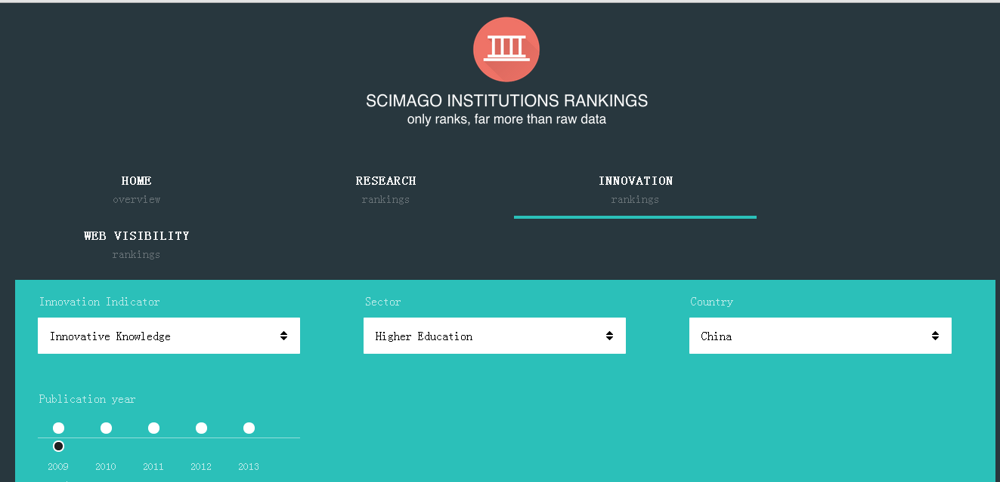 SCIMAGO INSTITUTIONS RANKINGS
only ranks, far more than raw data
HOME
overview
RESEARCH
rankings
INNOVATION
rankings
WEB VISIBILITY
rankings
Innovation Indicator
Innovative Knowledge
Sector
Higher Education
Country
China
Publication year
2009 2010 2011 2012 2013